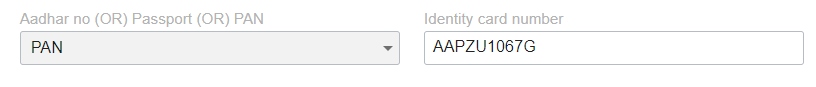 Aadhar no (OR) Passport (OR) PAN
Identity card number
PAN
AAPZU1067G